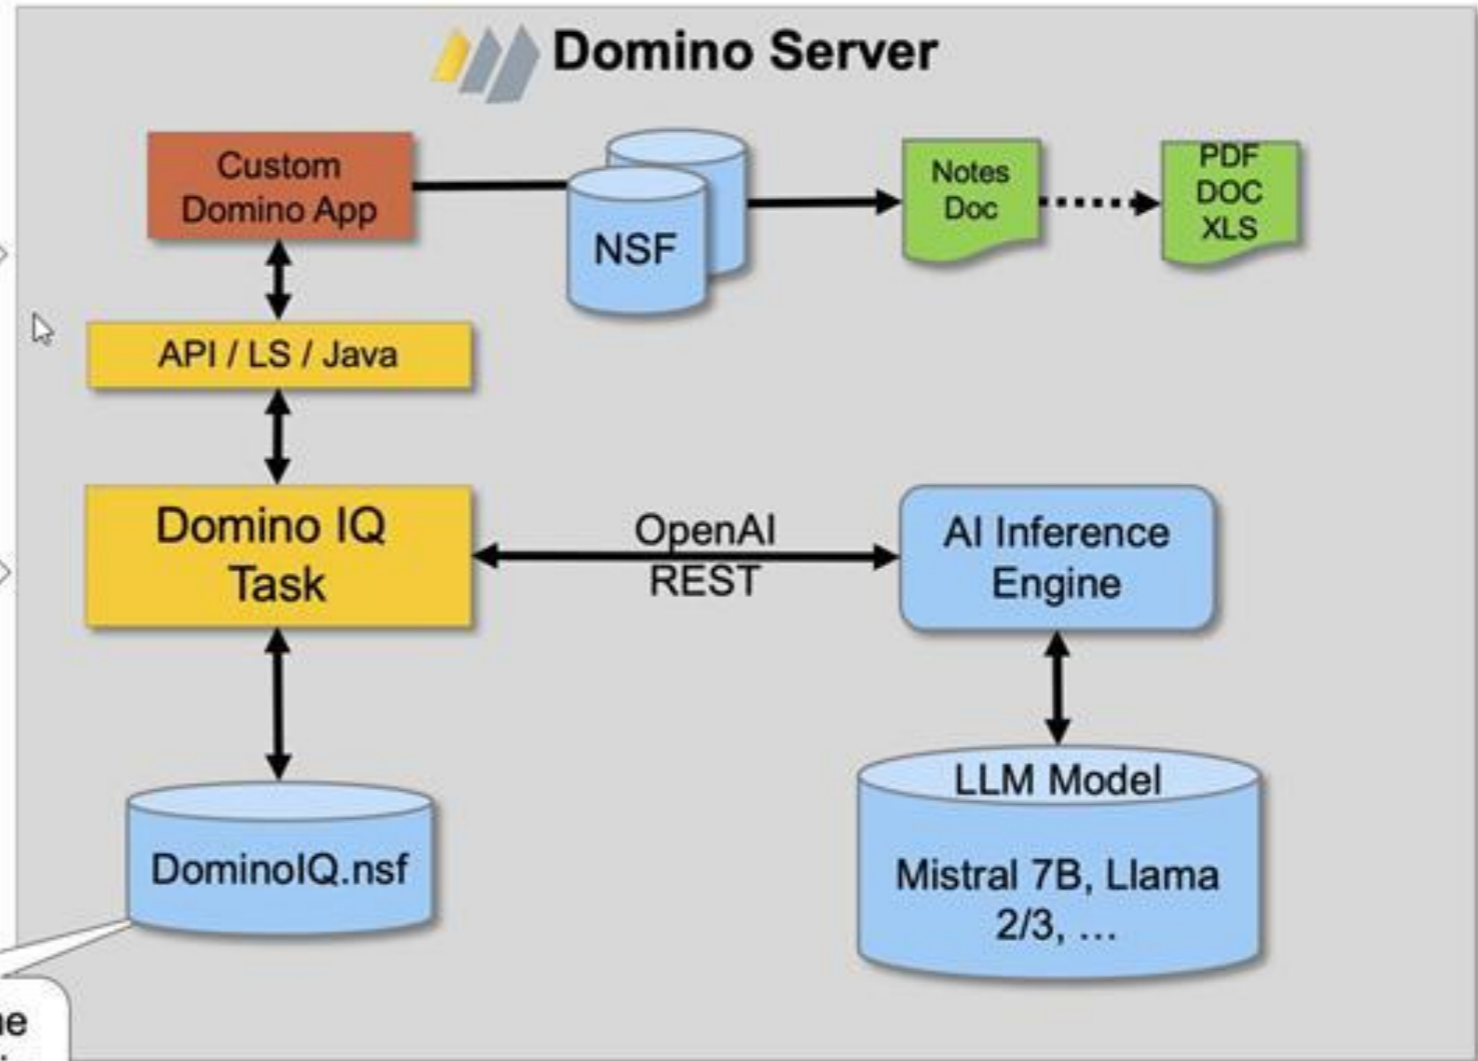 Domino Server
Custom
Domino App
NSF
Notes
Doc
PDF
DOC
XLS
API / LS / Java
Domino IQ
Task
OpenAI
REST
AI Inference
Engine
DominoIQ.nsf
LLM Model
Mistral 7B, Llama
2/3, ...